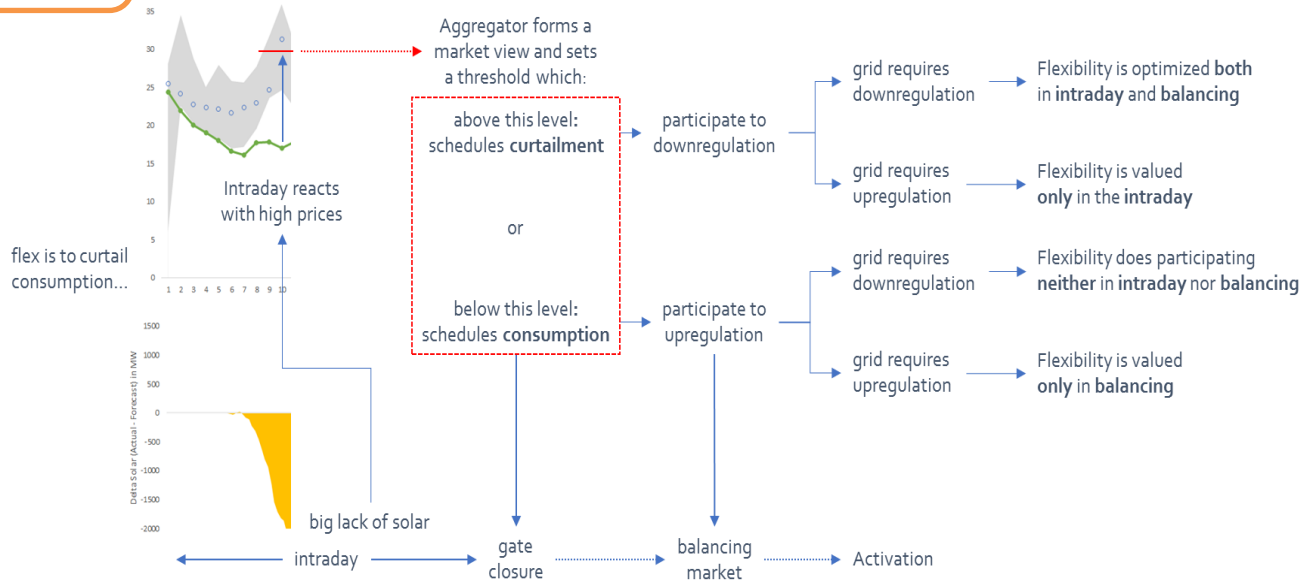 35
30
25
20
15
10
5
0
1 2 3 4 5 6 7 8 9 10
Intraday reacts
with high prices
flex is to curtail
consumption...
Aggregator forms a
market view and sets
a threshold which:
above this level:
schedules curtailment
or
below this level:
schedules consumption
participate to
downregulation
participate to
upregulation
grid requires
downregulation
Flexibility is optimized both
in intraday and balancing
grid requires
upregulation
Flexibility is valued
only in the intraday
grid requires
downregulation
Flexibility does participating
neither in intraday nor balancing
grid requires
upregulation
Flexibility is valued
only in balancing
Delta Solar (Actual - Forecast) in MW
1500
1000
500
0
-500
-1000
-1500
-2000
big lack of solar
intraday
gate
closure
balancing
market
Activation